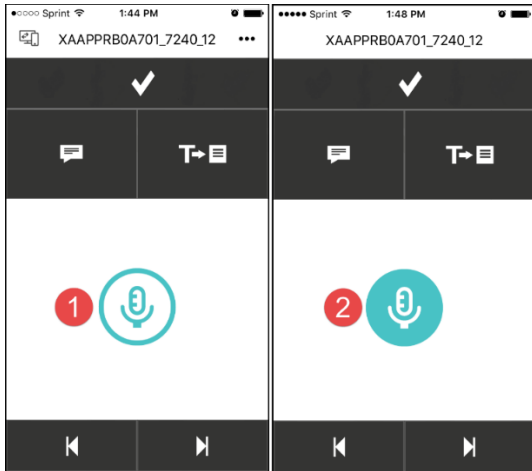 Sprint 1:44 PM
XAAPPRB0A701_7240_12
T
1
Sprint 1:48 PM
XAAPPRB0A701_7240_12
T
2